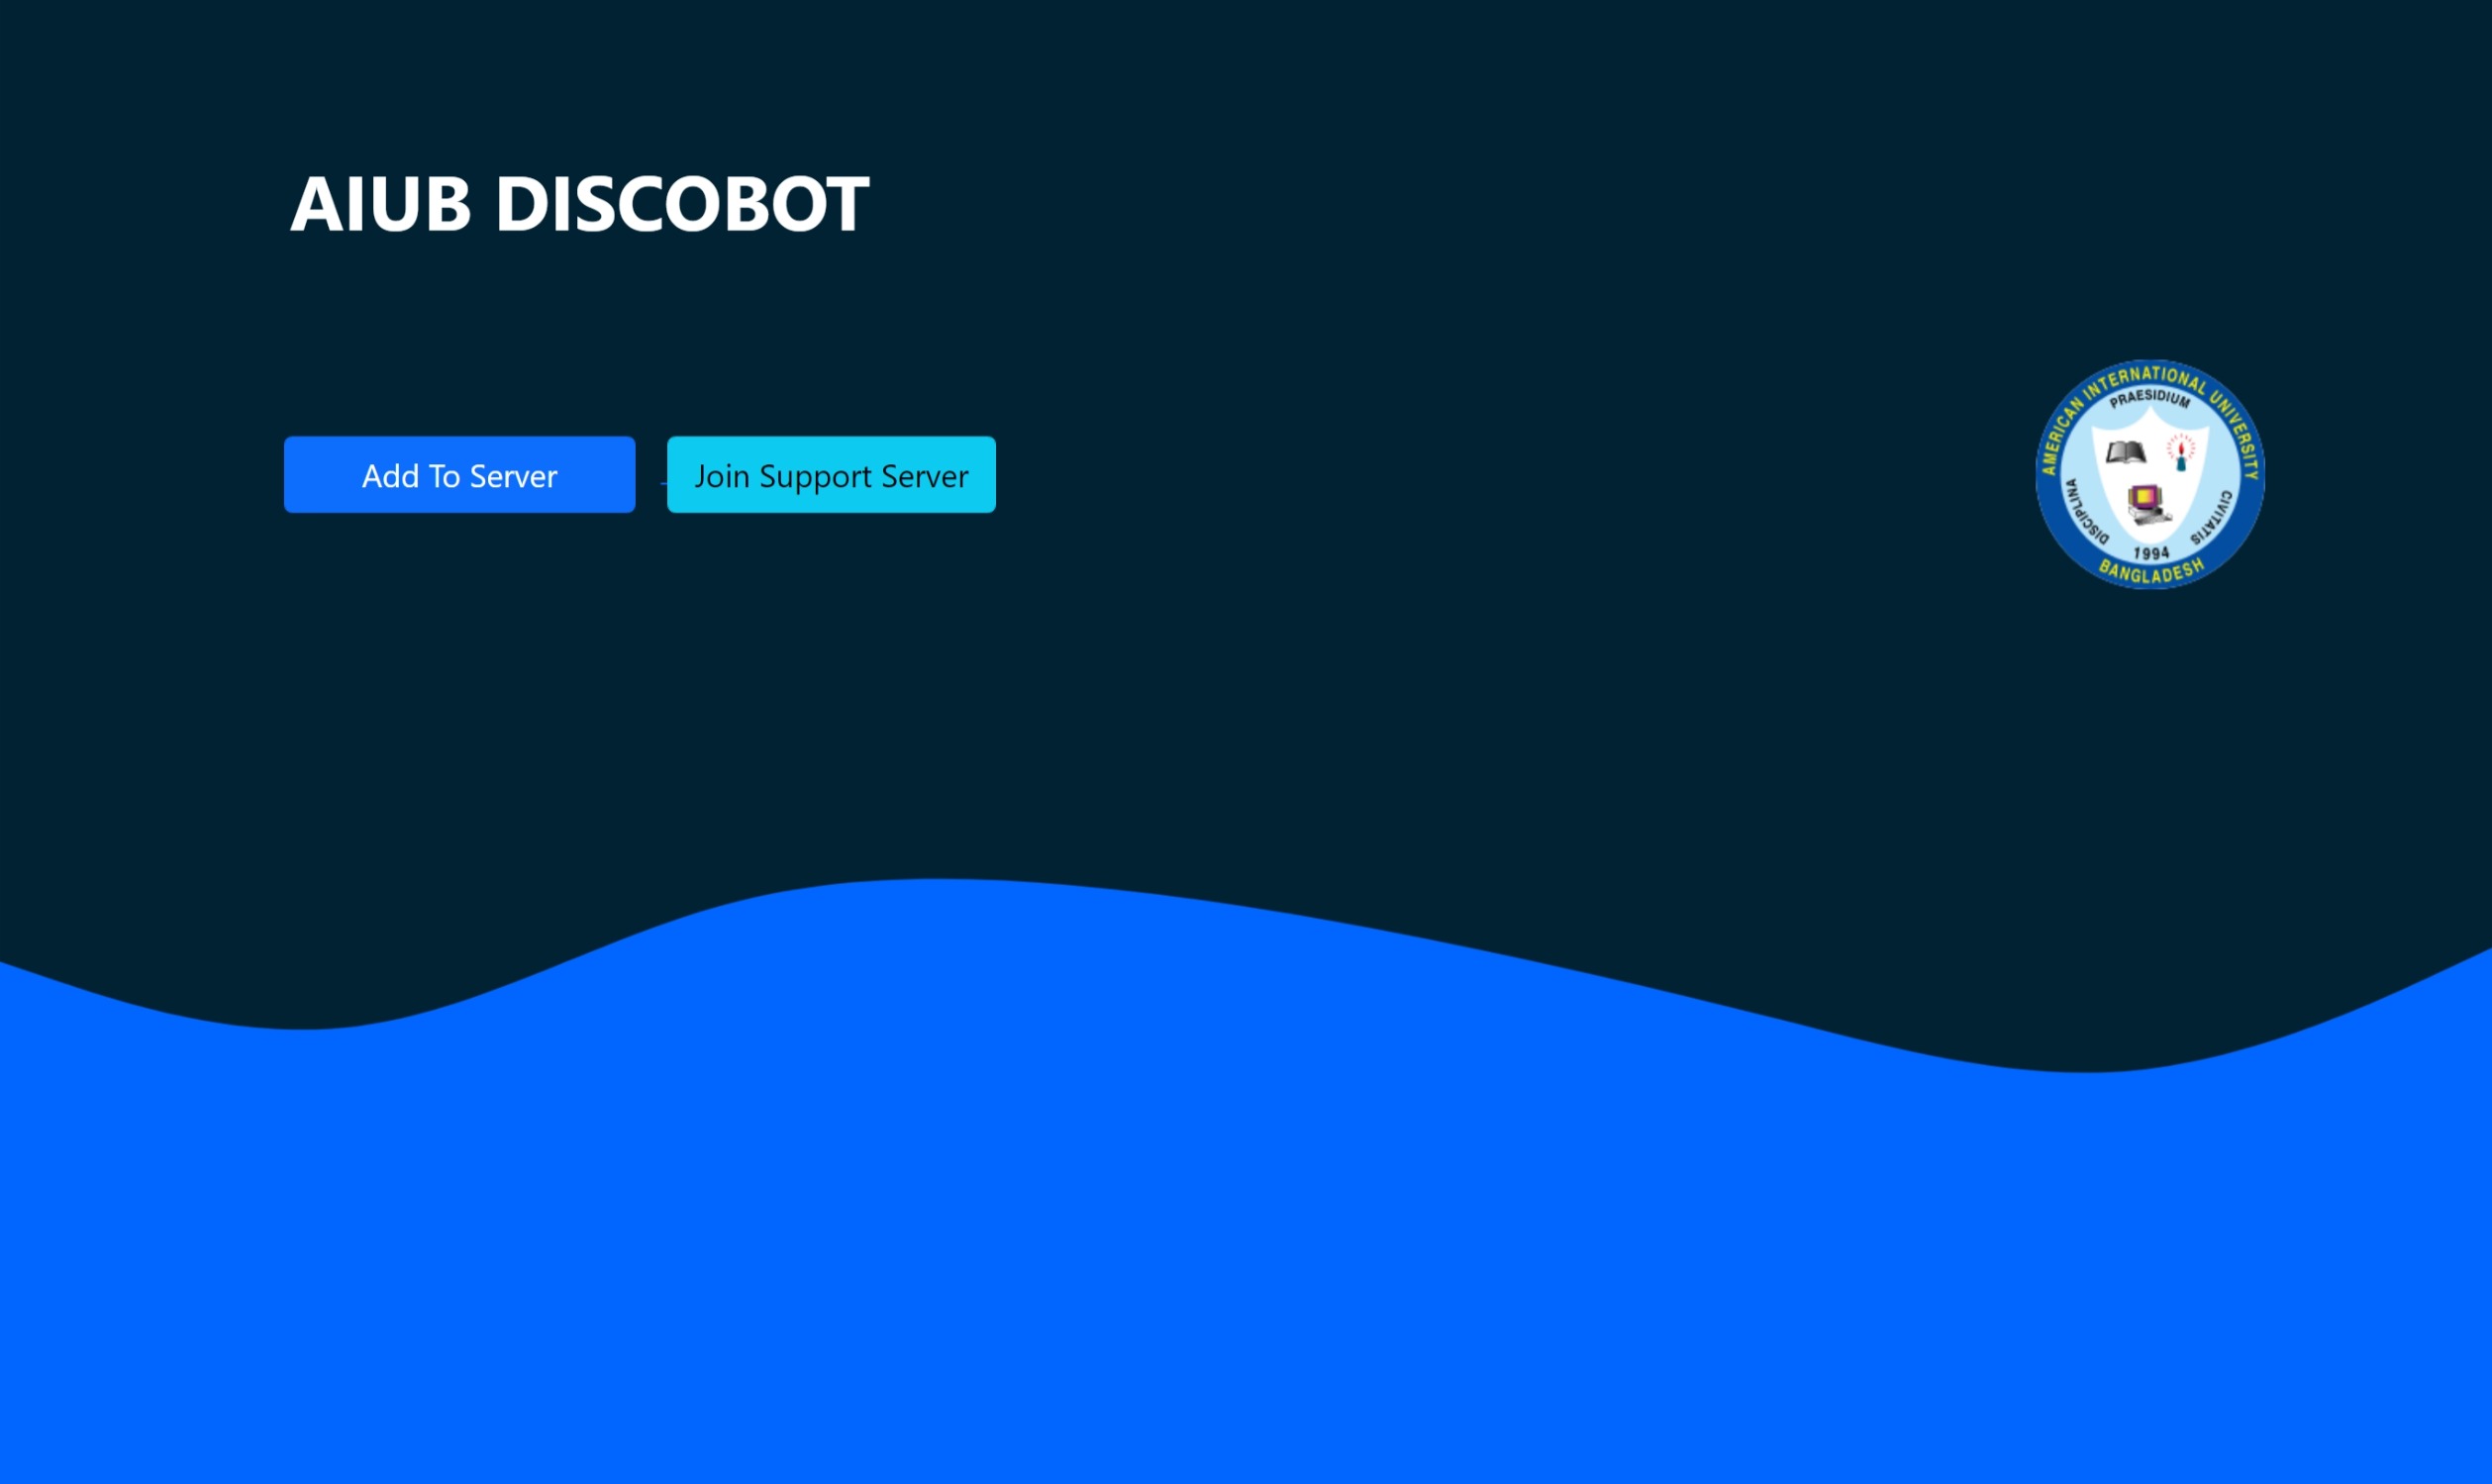 AIUB DISCOBOT
Add To Server
Join Support Server
AMERICAN INTERNATIONAL UNIVERSITY
PRAESIDIUM
DISCIPLINA
CIVITATIS
1994
BANGLADESH